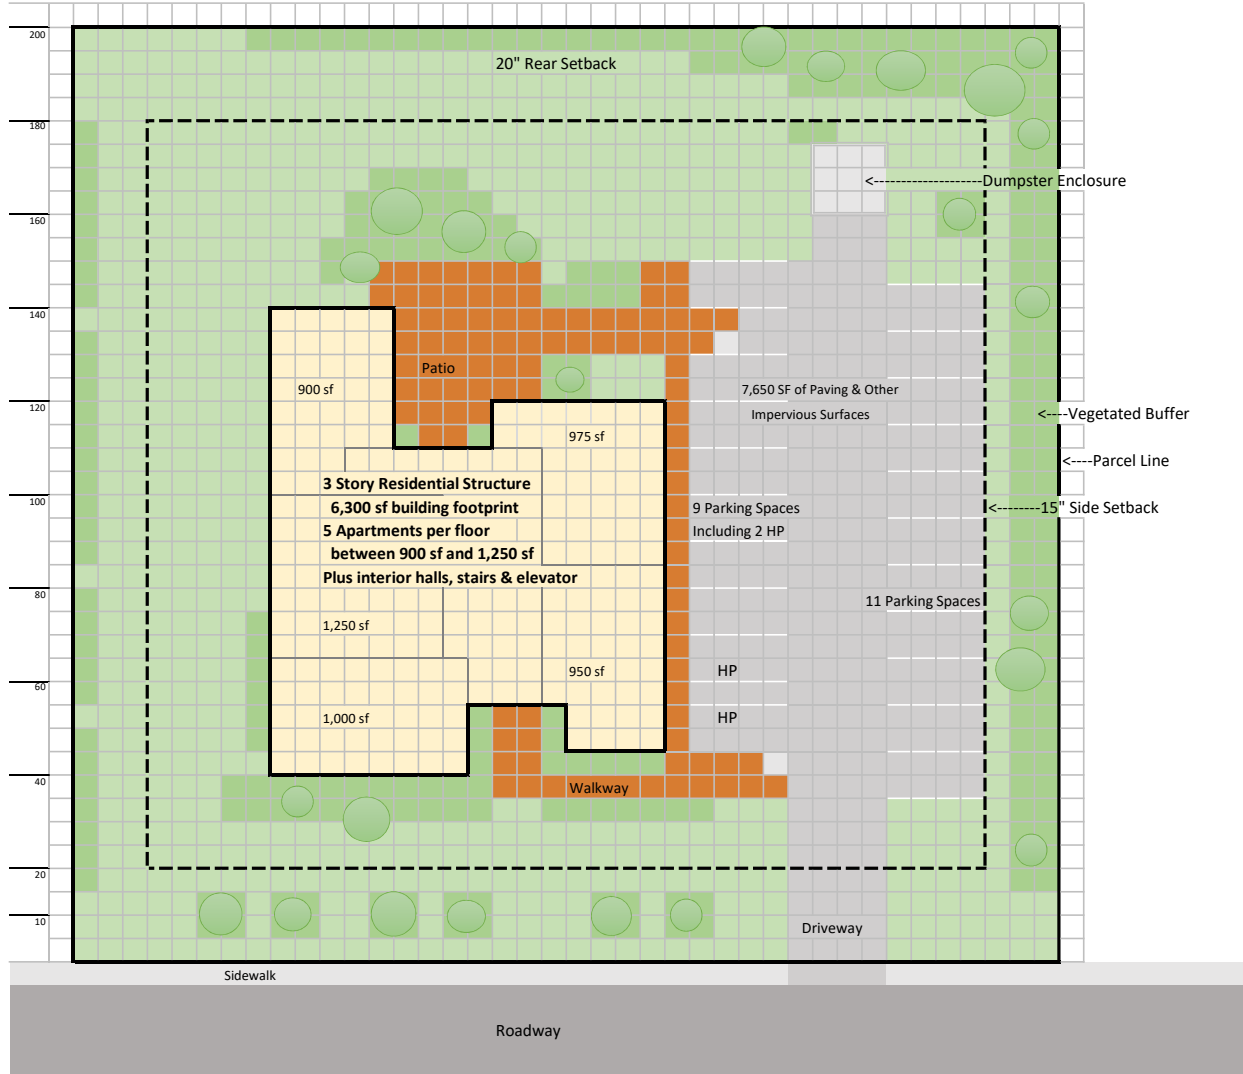 200
20" Rear Setback
180
<-------------------Dumpster Enclosure
160
140
Patio
900 sf
7,650 SF of Paving & Other
Impervious Surfaces
120
<----Vegetated Buffer
975 sf
<----Parcel Line
3 Story Residential Structure
100
6,300 sf building footprint
9 Parking Spaces
<--------15" Side Setback
5 Apartments per floor
Including 2 HP
between 900 sf and 1,250 sf
Plus interior halls, stairs & elevator
80
11 Parking Spaces
1,250 sf
950 sf
HP
60
1,000 sf
HP
40
Walkway
20
10
Driveway
Sidewalk
Roadway